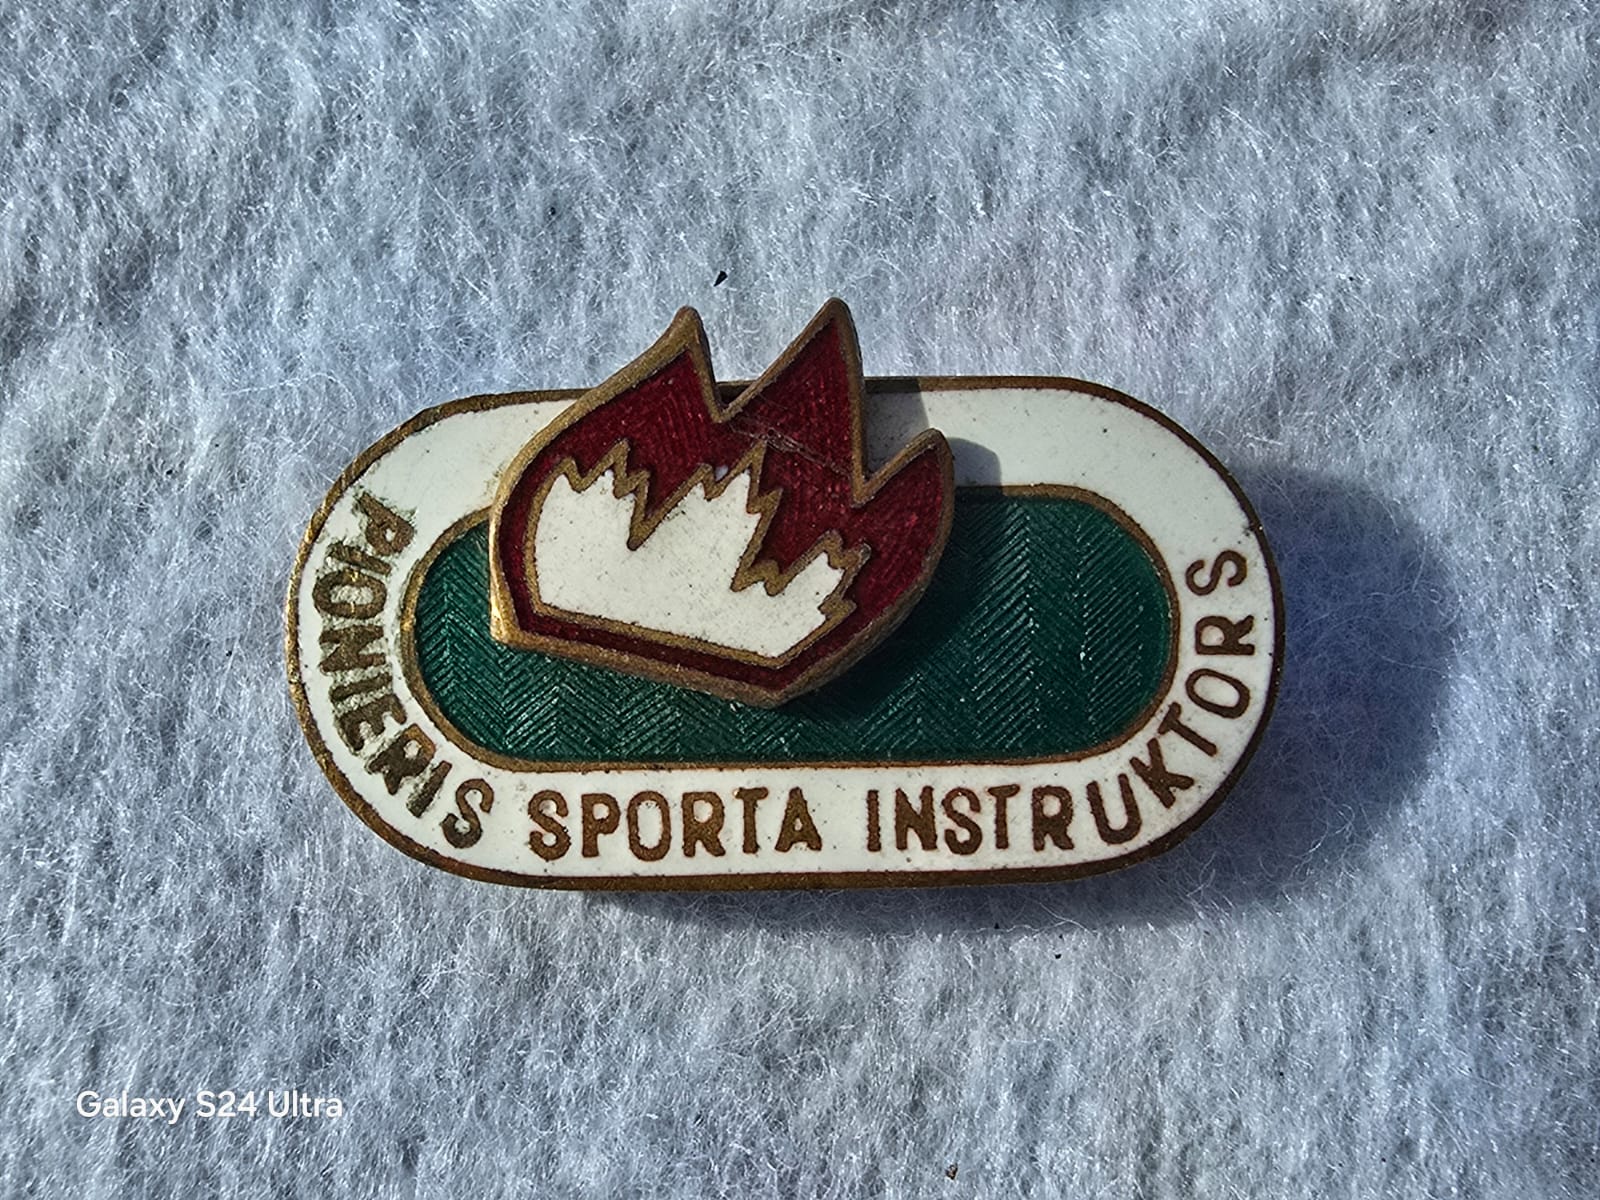 PIONIERIS SPORTA INSTRUKTORS
Galaxy S24 Ultra